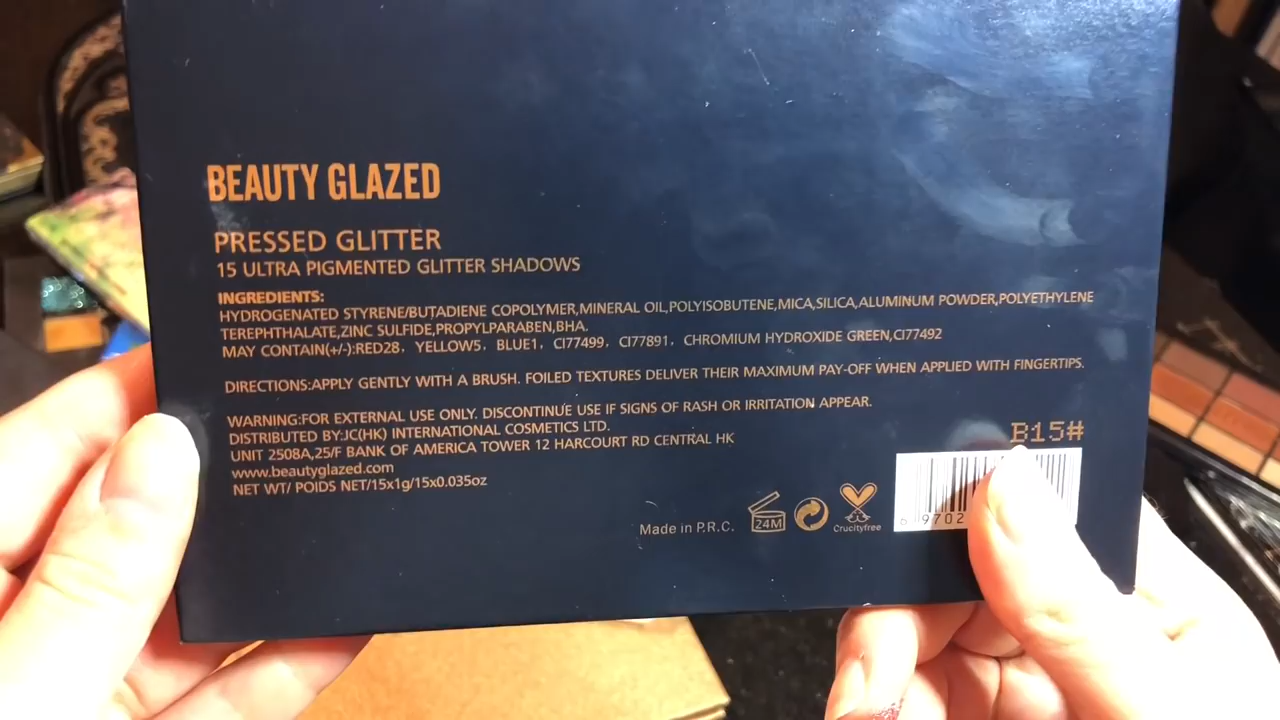 BEAUTY GLAZED
PRESSED GLITTER
15 ULTRA PIGMENTED GLITTER SHADOWS
INGREDIENTS:
HYDROGENATED STYRENE/BUTADIENE COPOLYMER,MINERAL OIL,POLYISOBUTENE,MICA,SILICA,ALUMINUM POWDER,POLYETHYLENE
TEREPHTHALATE,ZINC SULFIDE,PROPYLPARABEN,BHA.
MAY CONTAIN(+/-):RED28, YELLOW5, BLUE1, CI77499, CI77891, CHROMIUM HYDROXIDE GREEN,CI77492
DIRECTIONS:APPLY GENTLY WITH A BRUSH. FOILED TEXTURES DELIVER THEIR MAXIMUM PAY-OFF WHEN APPLIED WITH FINGERTIPS.
WARNING:FOR EXTERNAL USE ONLY. DISCONTINUE USE IF SIGNS OF RASH OR IRRITATION APPEAR.
DISTRIBUTED BY:JC(HK) INTERNATIONAL COSMETICS LTD.
UNIT 2508A,25/F BANK OF AMERICA TOWER 12 HARCOURT RD CENTRAL HK
www.beautyglazed.com
NET WT/ POIDS NET/15x1g/15x0.035oz
B15#
Made in P.R.C.
24M
Crucityfree
6 9702